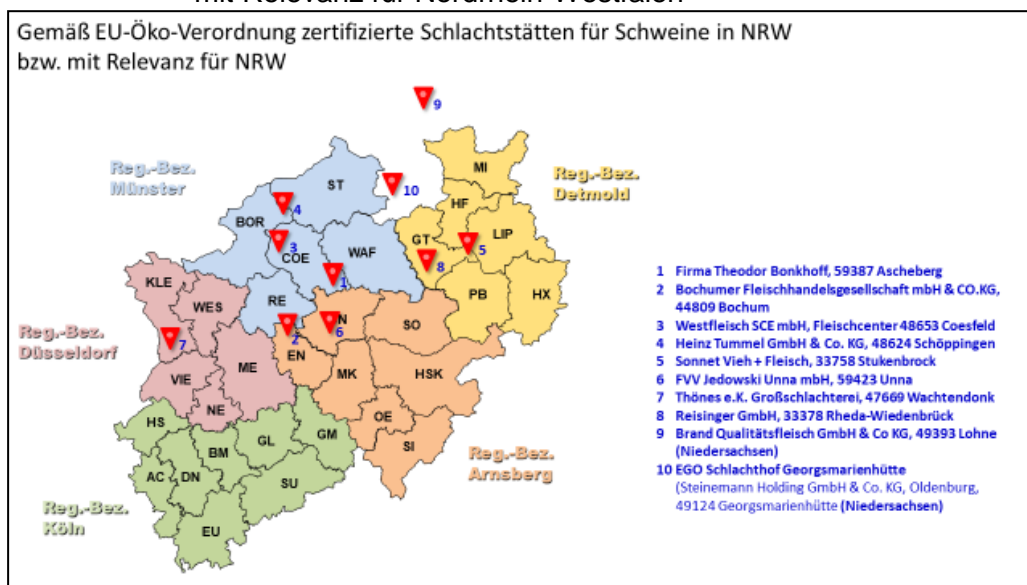 mit Relevanz für Nordrhein-Westfalen
Gemäß EU-Öko-Verordnung zertifizierte Schlachtstätten für Schweine in NRW
bzw. mit Relevanz für NRW
9
MI
Reg.-Bez.
Münster
ST
10
Reg.-Bez.
Detmold
4
HF
BOR
LIP
3
COE
WAF
GT
5
8
KLE
1
PB
HX
RE
WES
N
SO
Reg.-Bez.
Düsseldorf
7
2
6
EN
ME
MK
HSK
VIE
NE
OE
HS
GM
GL
BM
SI
Reg.-Bez.
Arnsberg
AC
DN
SU
Reg.-Bez.
Köln
EU
1 Firma Theodor Bonkhoff, 59387 Ascheberg
2 Bochumer Fleischhandelsgesellschaft mbH & CO.KG,
44809 Bochum
3 Westfleisch SCE mbH, Fleischcenter 48653 Coesfeld
4 Heinz Tummel GmbH & Co. KG, 48624 Schöppingen
5 Sonnet Vieh + Fleisch, 33758 Stukenbrock
6 FVV Jedowski Unna mbH, 59423 Unna
7 Thönes e.K. Großschlachterei, 47669 Wachtendonk
8 Reisinger GmbH, 33378 Rheda-Wiedenbrück
9 Brand Qualitätsfleisch GmbH & Co KG, 49393 Lohne
(Niedersachsen)
10 EGO Schlachthof Georgsmarienhütte
(Steinemann Holding GmbH & Co. KG, Oldenburg,
49124 Georgsmarienhütte (Niedersachsen)